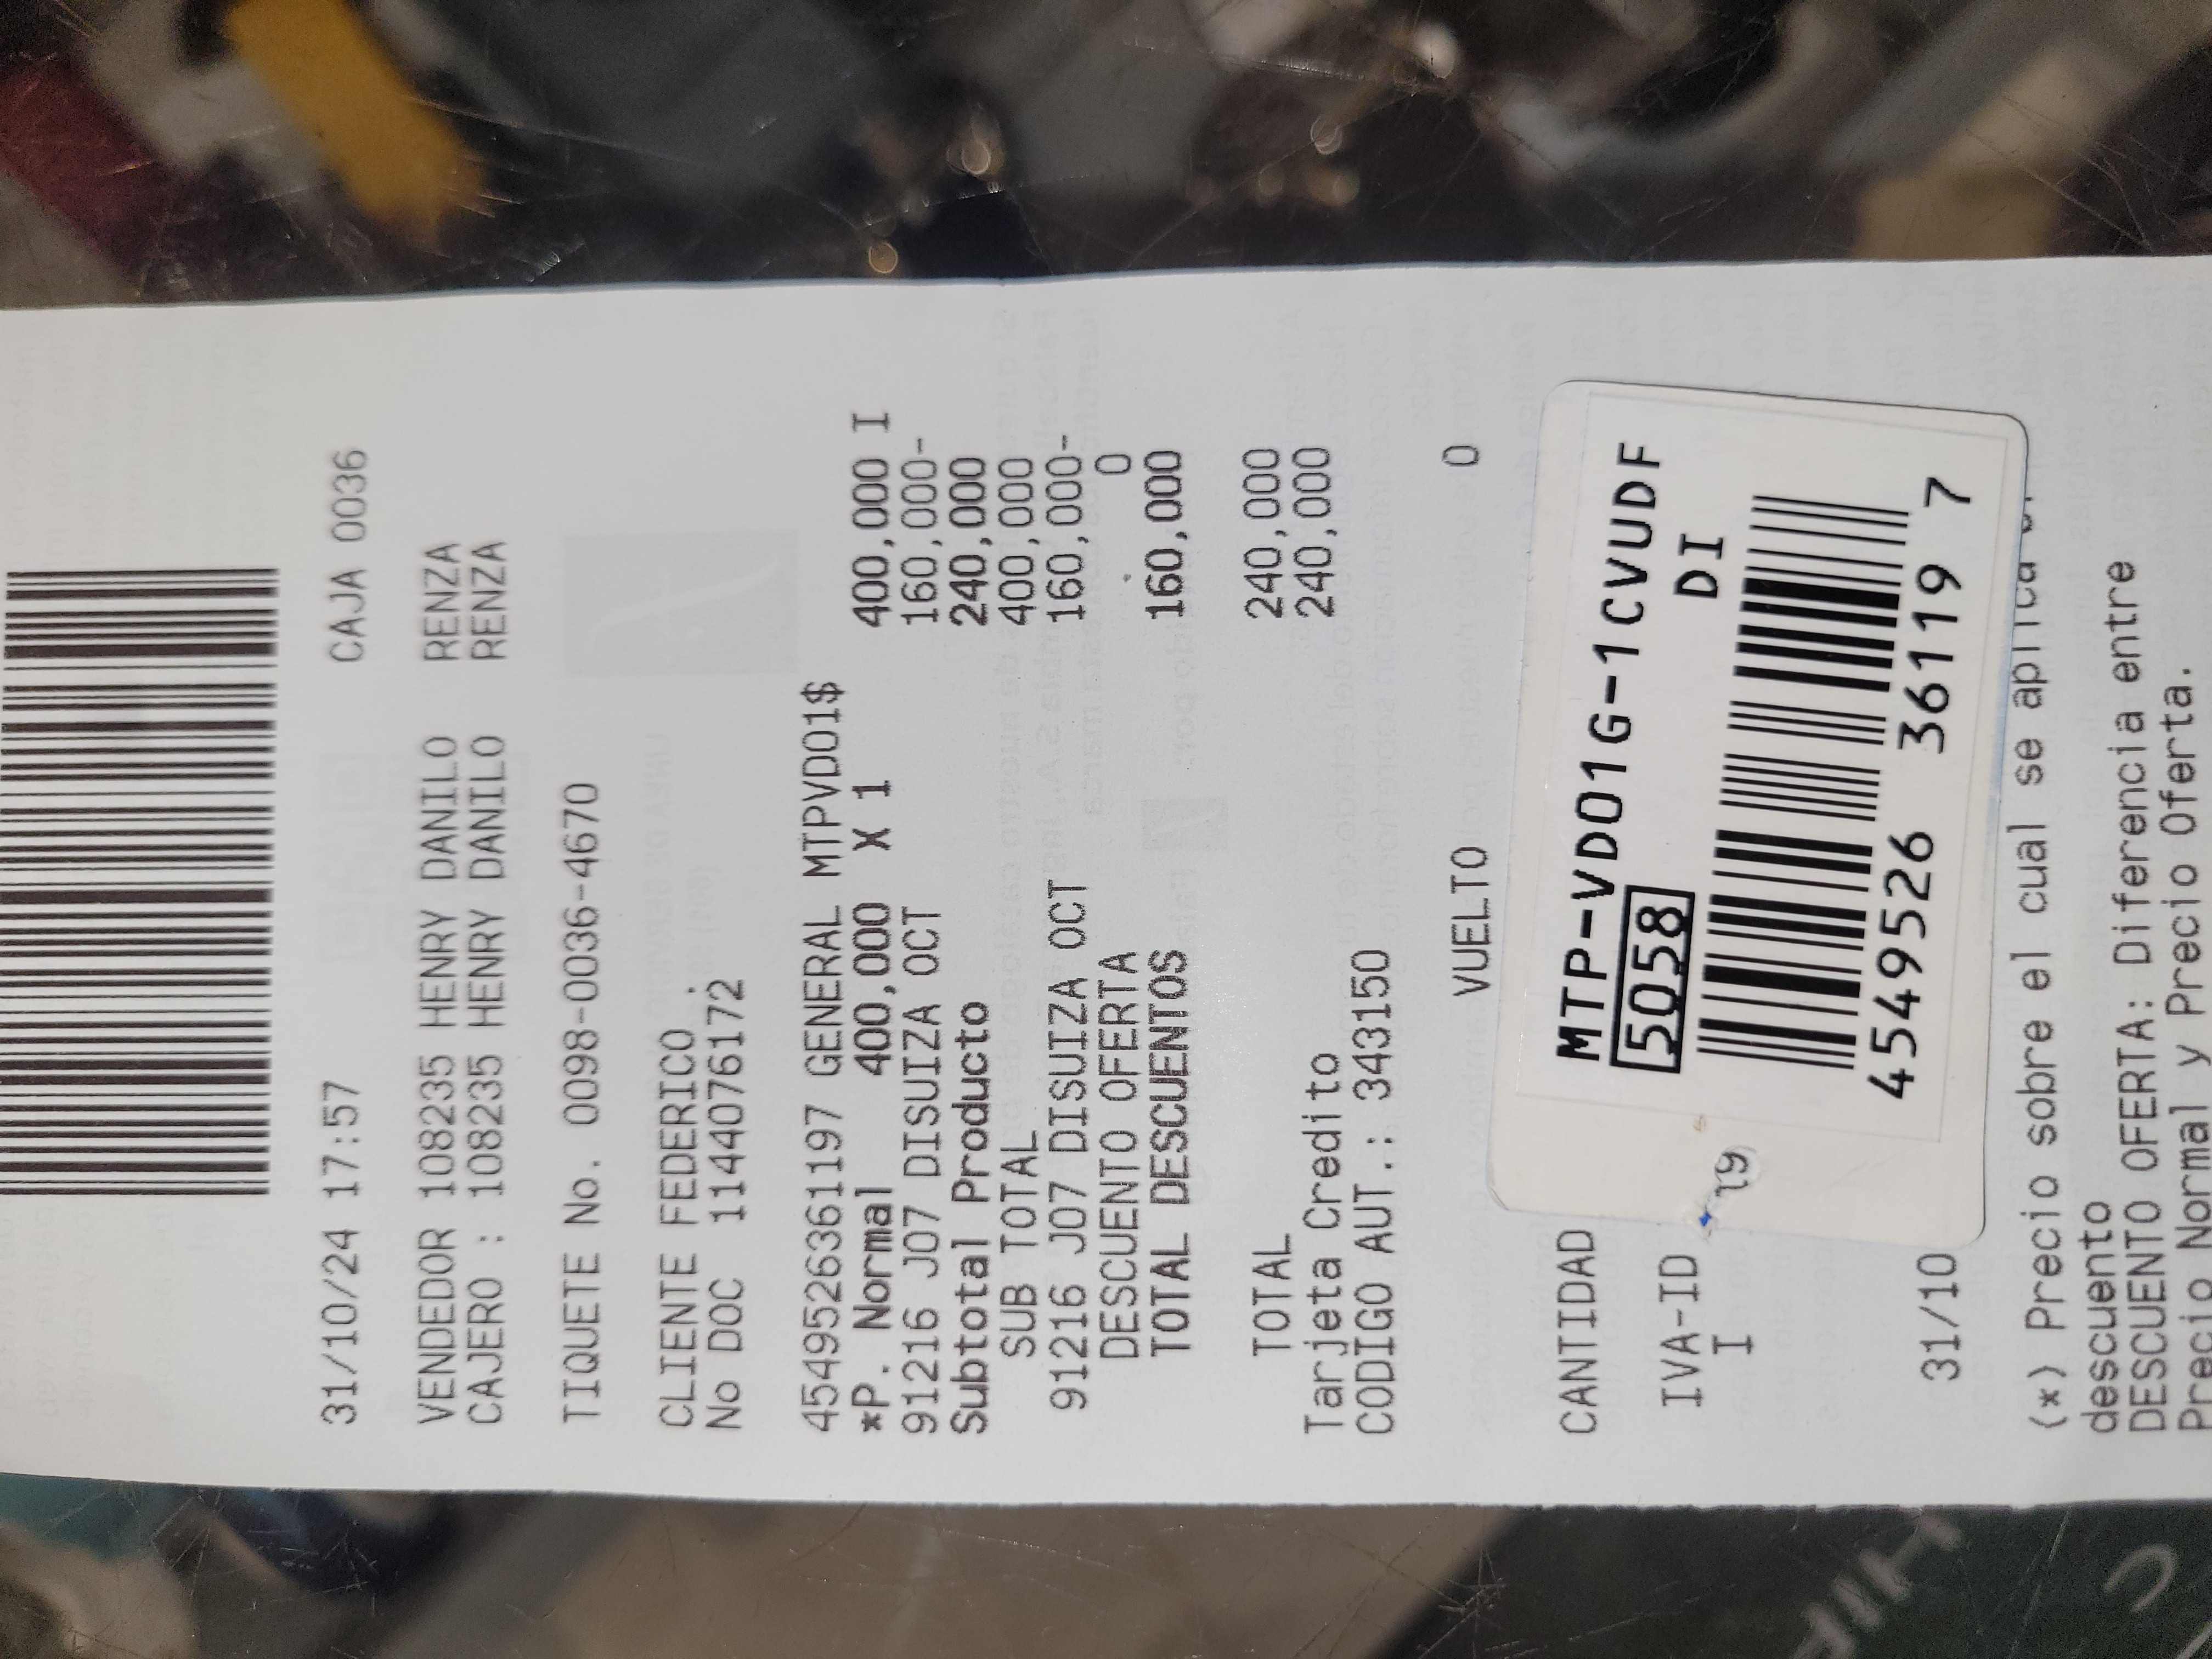 31/10/24 17:57 CAJA 0036
VENDEDOR 108235 HENRY DANILO RENZA
CAJERO : 108235 HENRY DANILO RENZA
TIQUETE No. 0098-0036-4670
CLIENTE FEDERICO
No DOC 1144076172
4549526361197 GENERAL MTPVD01$
*P. Normal 400,000 X 1 400,000 I
91216 J07 DISUIZA OCT 160,000-
Subtotal Producto 240,000
SUB TOTAL 400,000
91216 J07 DISUIZA OCT 160,000-
DESCUENTO OFERTA 0
TOTAL DESCUENTOS 160,000
TOTAL 240,000
Tarjeta Credito 240,000
CODIGO AUT.: 343150
VUELTO 0
CANTIDAD
IVA-ID
I 19
31/10
MTP-VD01G-1CVUDF
5058 DI
4549526 36119 7
(*) Precio sobre el cual se aplica
descuento
DESCUENTO OFERTA: Diferencia entre
Precio Normal y Precio Oferta.